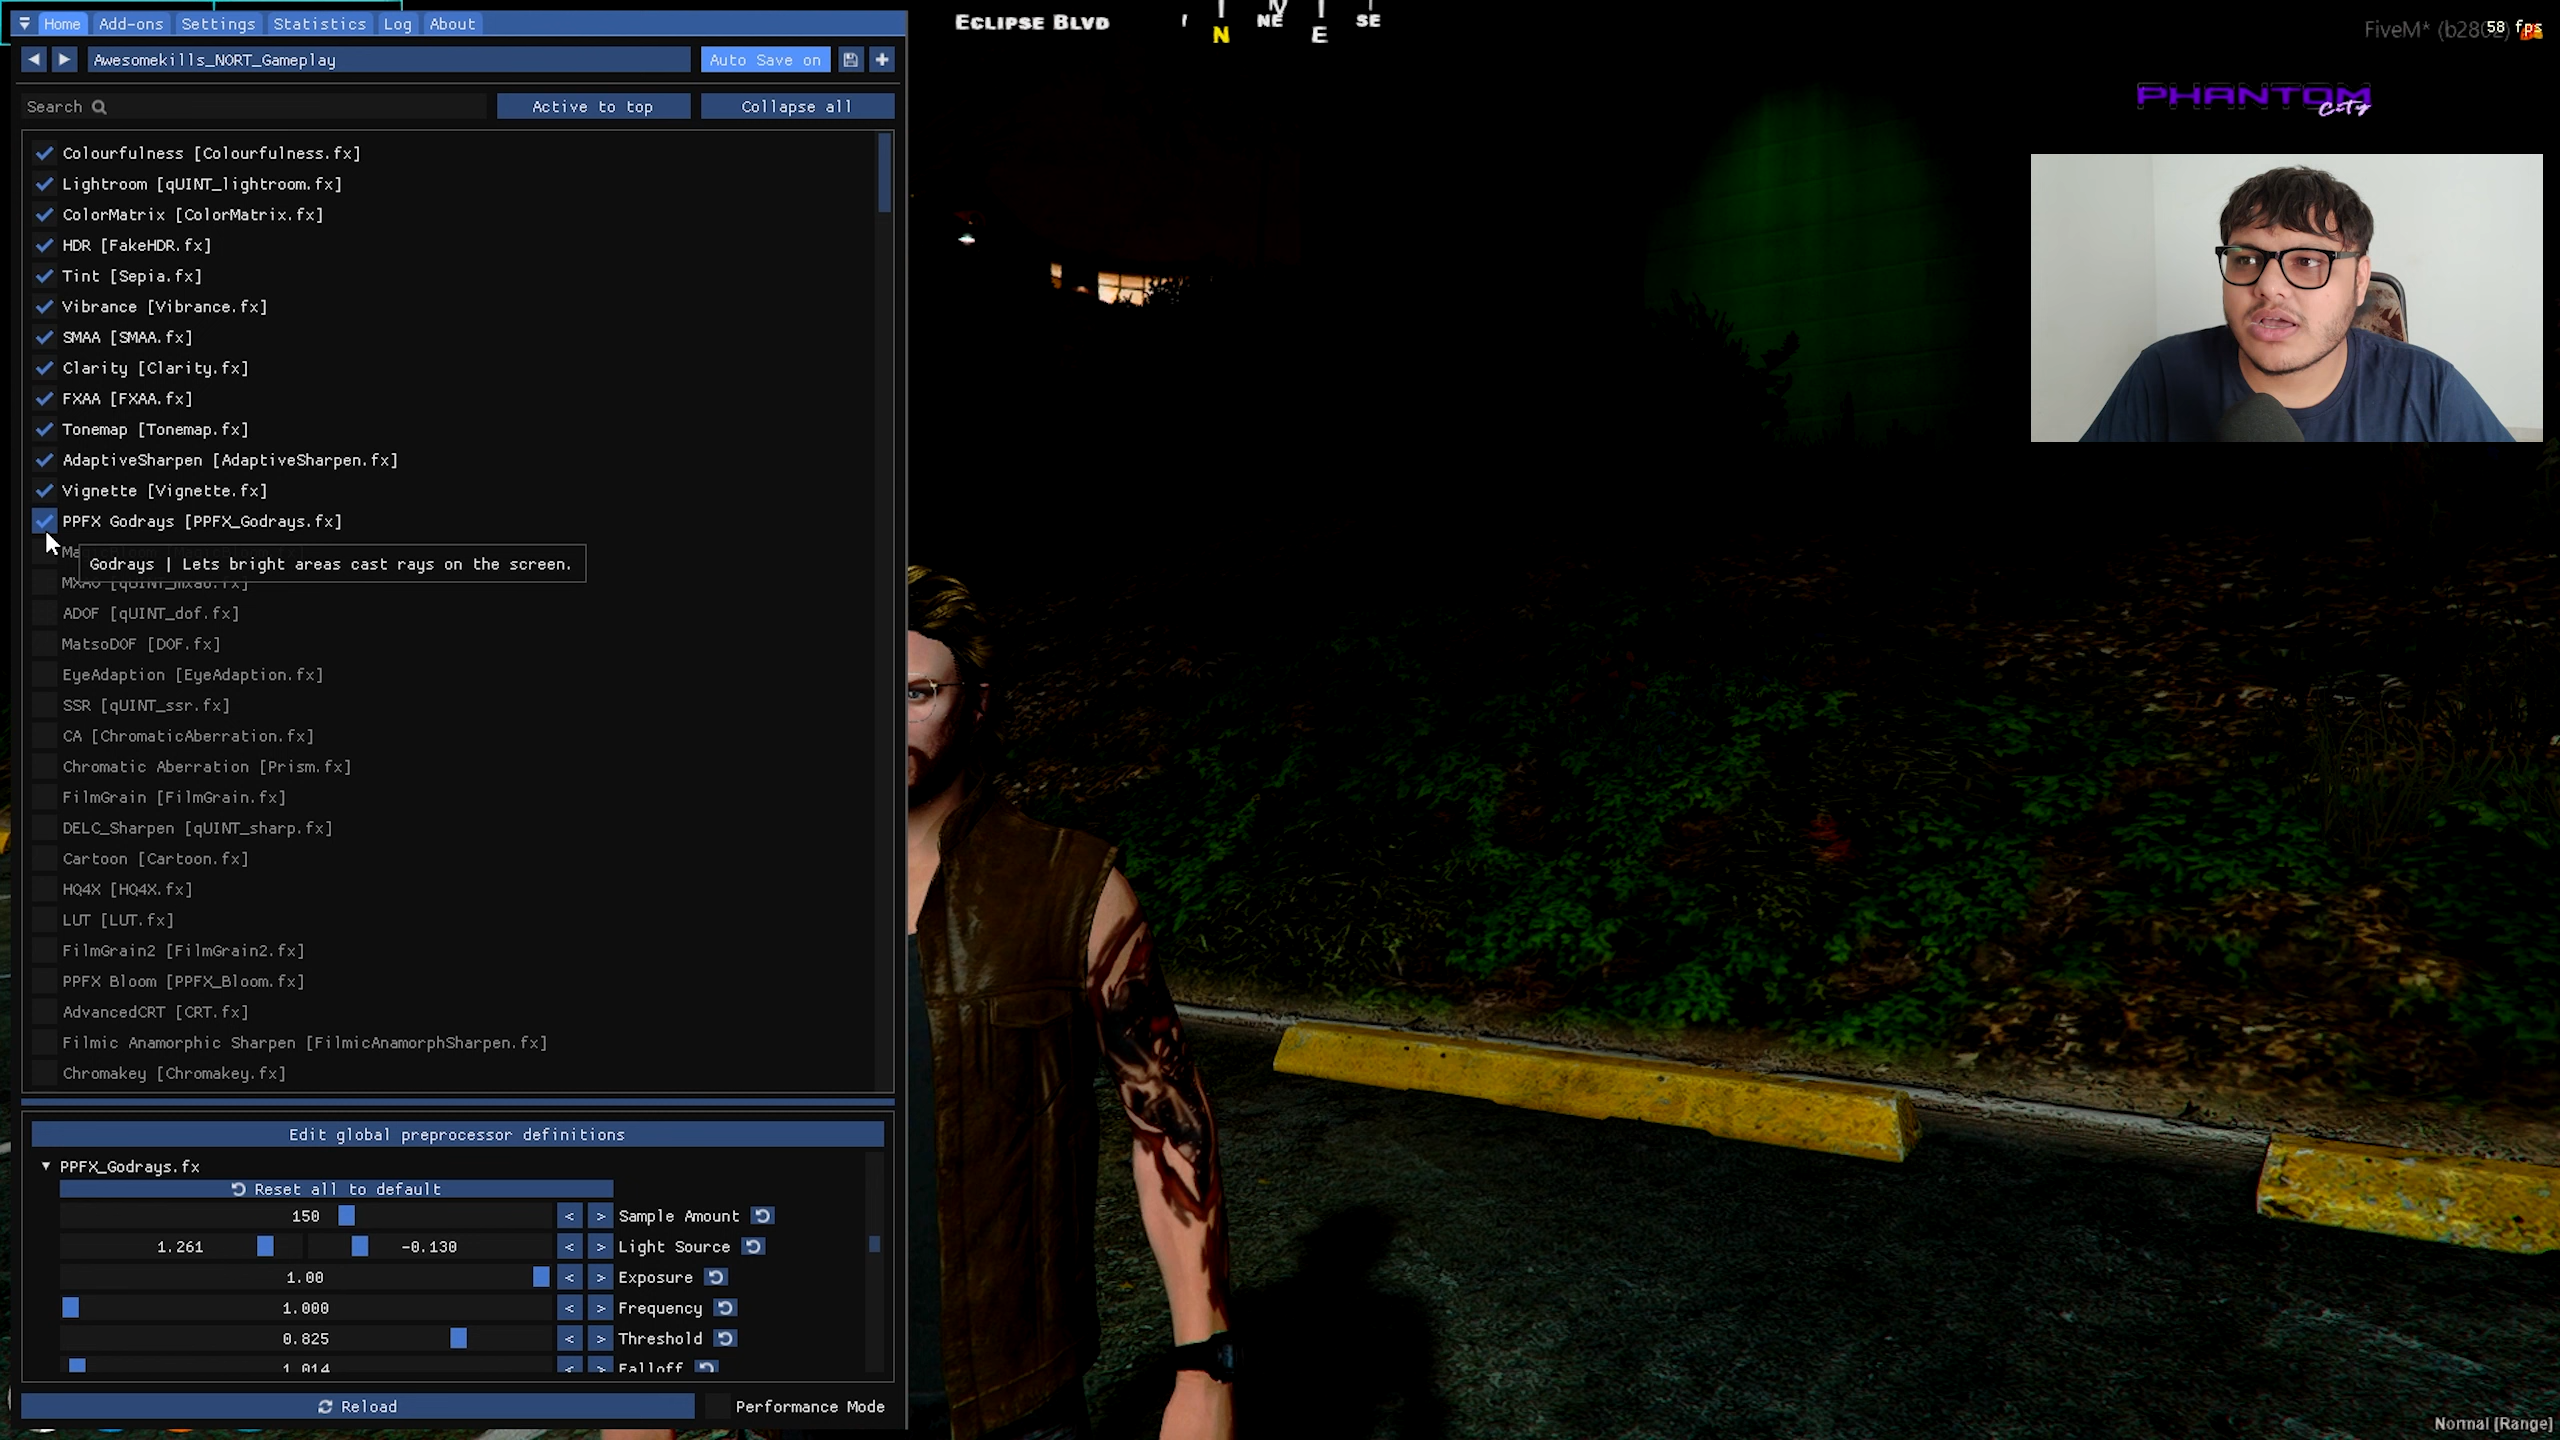 Home Add-ons Settings Statistics Log About
Awesomekills_NORT_Gameplay Auto Save on
Search Active to top Collapse all
Colourfulness [Colourfulness.fx]
Lightroom [qUINT_lightroom.fx]
ColorMatrix [ColorMatrix.fx]
HDR [FakeHDR.fx]
Tint [Sepia.fx]
Vibrance [Vibrance.fx]
SMAA [SMAA.fx]
Clarity [Clarity.fx]
FXAA [FXAA.fx]
Tonemap [Tonemap.fx]
AdaptiveSharpen [AdaptiveSharpen.fx]
Vignette [Vignette.fx]
PPFX Godrays [PPFX_Godrays.fx]
Godrays | Lets bright areas cast rays on the screen.
MXAO [qUINT_mxao.fx]
ADOF [qUINT_dof.fx]
MatsoDOF [DOF.fx]
EyeAdaption [EyeAdaption.fx]
SSR [qUINT_ssr.fx]
CA [ChromaticAberration.fx]
Chromatic Aberration [Prism.fx]
FilmGrain [FilmGrain.fx]
DELC_Sharpen [qUINT_sharp.fx]
Cartoon [Cartoon.fx]
HQ4X [HQ4X.fx]
LUT [LUT.fx]
FilmGrain2 [FilmGrain2.fx]
PPFX Bloom [PPFX_Bloom.fx]
AdvancedCRT [CRT.fx]
Filmic Anamorphic Sharpen [FilmicAnamorphSharpen.fx]
Chromakey [Chromakey.fx]
Edit global preprocessor definitions
PPFX_Godrays.fx
Reset all to default
150 < > Sample Amount
1.261 -0.130 < > Light Source
1.00 < > Exposure
1.000 < > Frequency
0.825 < > Threshold
1.014 < > Falloff
Reload Performance Mode
ECLIPSE BLVD
N NE E SE
FiveM* 58 fps
PHANTOM
City
Normal [Range]